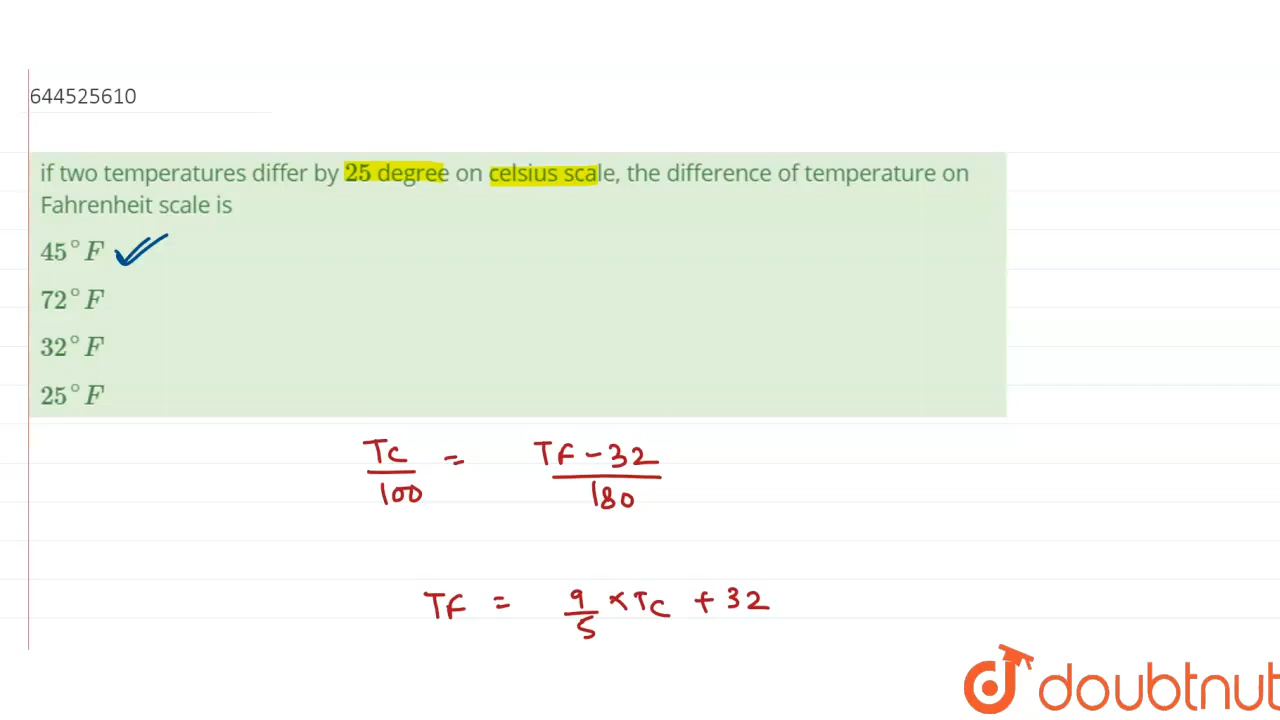 644525610
if two temperatures differ by 25 degree on celsius scale, the difference of temperature on
Fahrenheit scale is
45°F
72°F
32°F
25°F
TC/100 = TF-32/180
TF = 9/5 × TC + 32
doubtnut